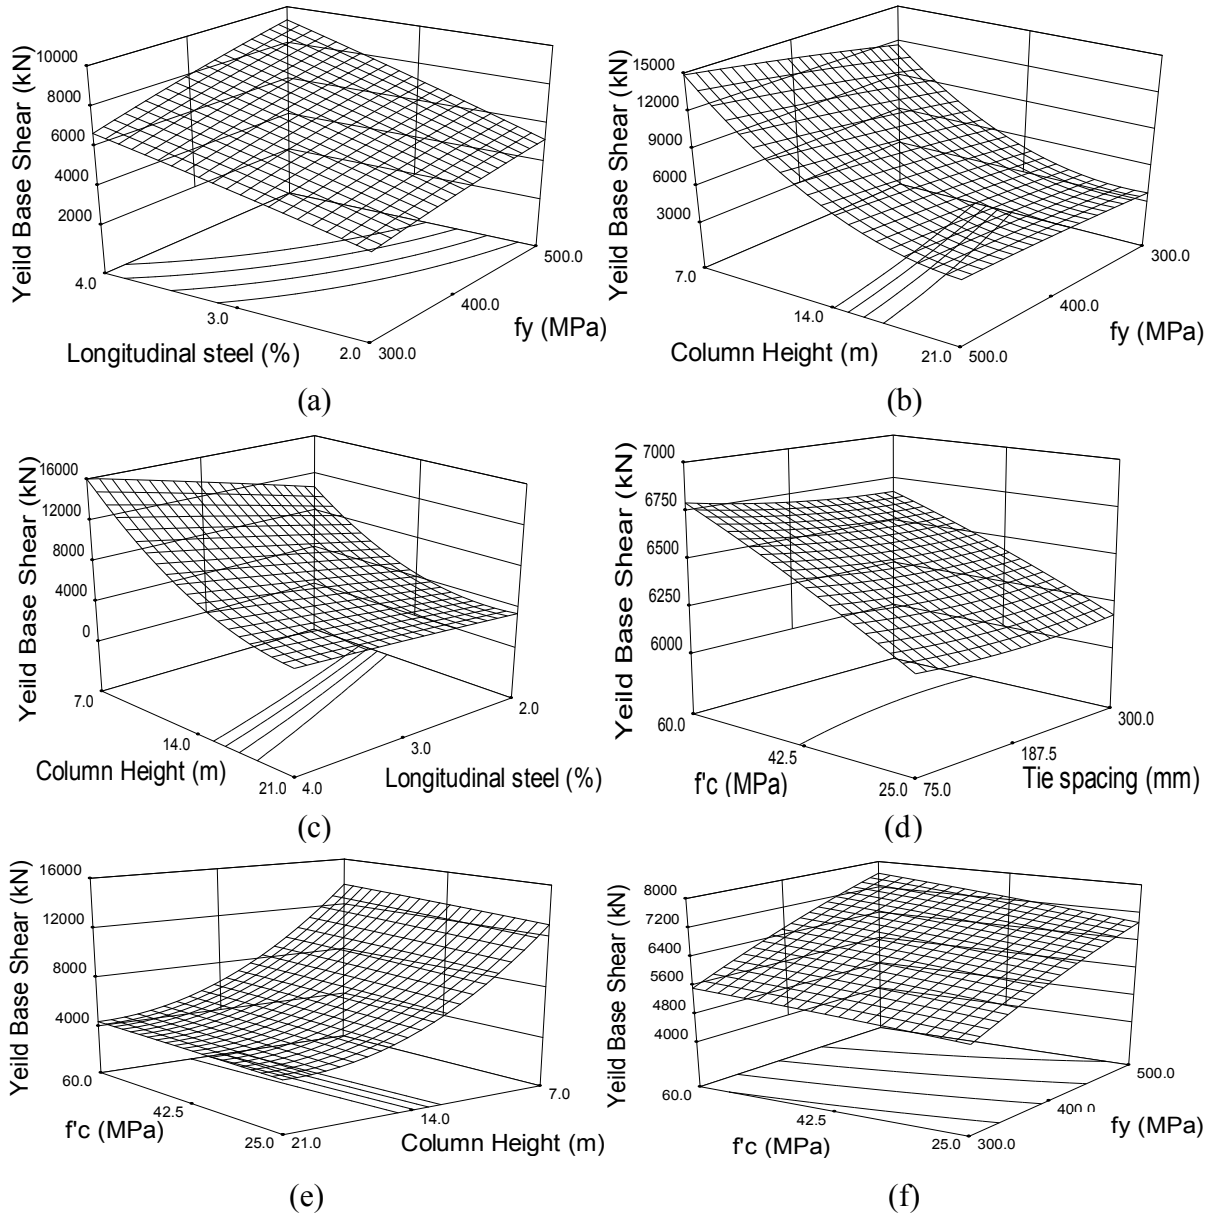 Yeild Base Shear (kN)
10000
8000
6000
4000
2000
4.0
3.0
2.0
Longitudinal steel (%)
300.0
400.0
500.0
fy (MPa)
(a)
Yeild Base Shear (kN)
15000
12000
9000
6000
3000
7.0
14.0
21.0
Column Height (m)
500.0
400.0
300.0
fy (MPa)
(b)
Yeild Base Shear (kN)
16000
12000
8000
4000
0
7.0
14.0
21.0
Column Height (m)
4.0
3.0
2.0
Longitudinal steel (%)
(c)
Yeild Base Shear (kN)
7000
6750
6500
6250
6000
60.0
42.5
25.0
f'c (MPa)
75.0
187.5
300.0
Tie spacing (mm)
(d)
Yeild Base Shear (kN)
16000
12000
8000
4000
60.0
42.5
25.0
f'c (MPa)
21.0
14.0
7.0
Column Height (m)
(e)
Yeild Base Shear (kN)
8000
7200
6400
5600
4800
4000
60.0
42.5
25.0
f'c (MPa)
300.0
400.0
500.0
fy (MPa)
(f)